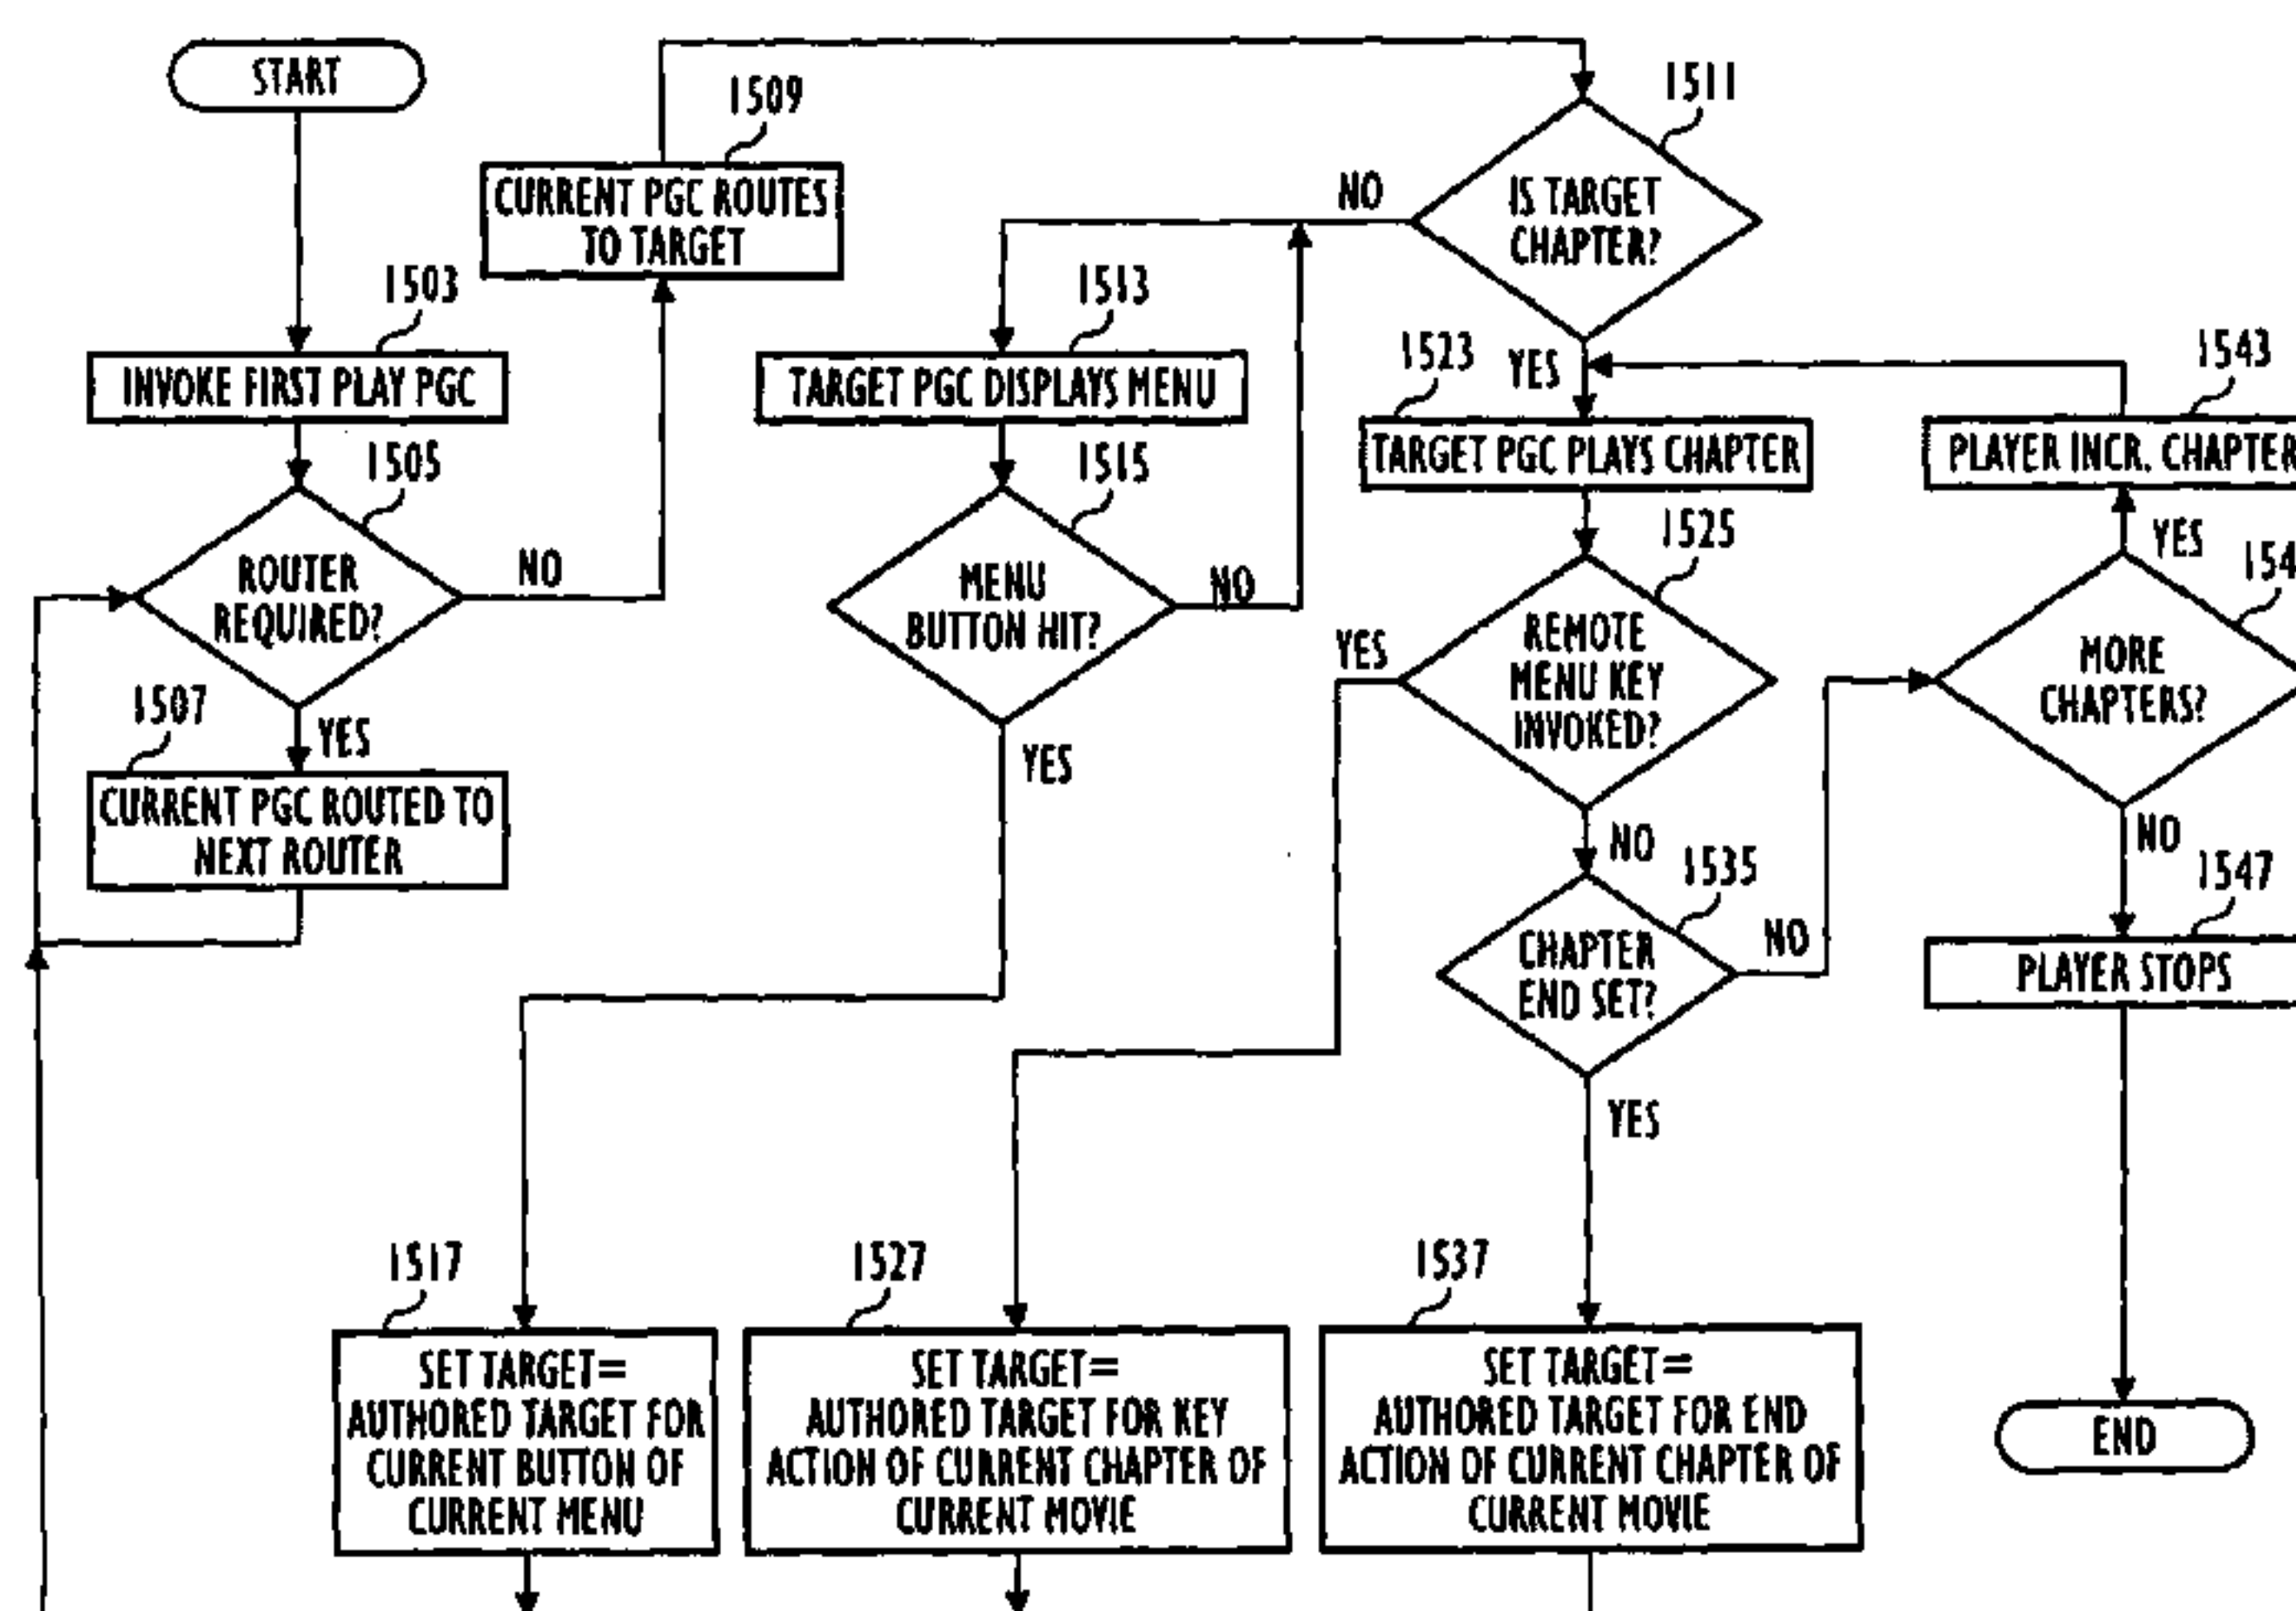 START
1509
1511
CURRENT PGC ROUTES
TO TARGET
NO
IS TARGET
CHAPTER?
1503
1513
1523
YES
1543
INVOKE FIRST PLAY PGC
TARGET PGC DISPLAYS MENU
TARGET PGC PLAYS CHAPTER
PLAYER INCR. CHAPTER
1505
1515
1525
YES
154
ROUTER
REQUIRED?
NO
MENU
BUTTON HIT?
NO
YES
REMOTE
MENU KEY
INVOKED?
MORE
CHAPTERS?
1507
YES
YES
CURRENT PGC ROUTED TO
NEXT ROUTER
NO
1535
NO
1547
CHAPTER
END SET?
NO
PLAYER STOPS
YES
1517
1527
1537
SET TARGET=
AUTHORED TARGET FOR
CURRENT BUTTON OF
CURRENT MENU
SET TARGET=
AUTHORED TARGET FOR KEY
ACTION OF CURRENT CHAPTER OF
CURRENT MOVIE
SET TARGET=
AUTHORED TARGET FOR END
ACTION OF CURRENT CHAPTER OF
CURRENT MOVIE
END